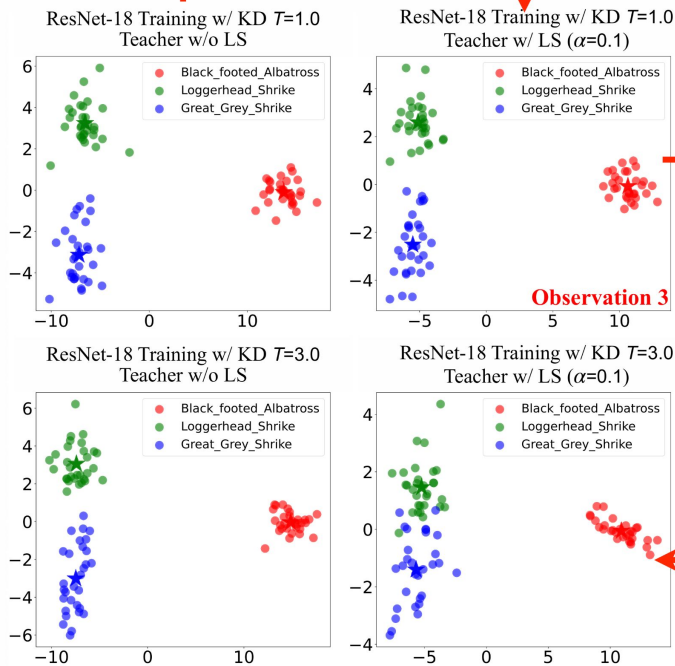 ResNet-18 Training w/ KD T=1.0
Teacher w/o LS
6
4
2
0
−2
−4
−10
0
10
Black_footed_Albatross
Loggerhead_Shrike
Great_Grey_Shrike
ResNet-18 Training w/ KD T=1.0
Teacher w/ LS (α=0.1)
4
2
0
−2
−4
−5
0
5
10
Black_footed_Albatross
Loggerhead_Shrike
Great_Grey_Shrike
Observation 3
ResNet-18 Training w/ KD T=3.0
Teacher w/o LS
6
4
2
0
−2
−4
−6
−10
0
10
Black_footed_Albatross
Loggerhead_Shrike
Great_Grey_Shrike
ResNet-18 Training w/ KD T=3.0
Teacher w/ LS (α=0.1)
4
2
0
−2
−4
−5
0
5
10
Black_footed_Albatross
Loggerhead_Shrike
Great_Grey_Shrike